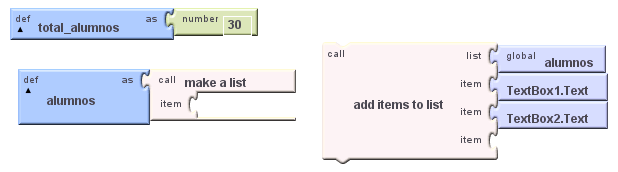 def as number 30
total_alumnos
call list global alumnos
def as call make a list
item
alumnos
item TextBox1.Text
add items to list
item TextBox2.Text
item